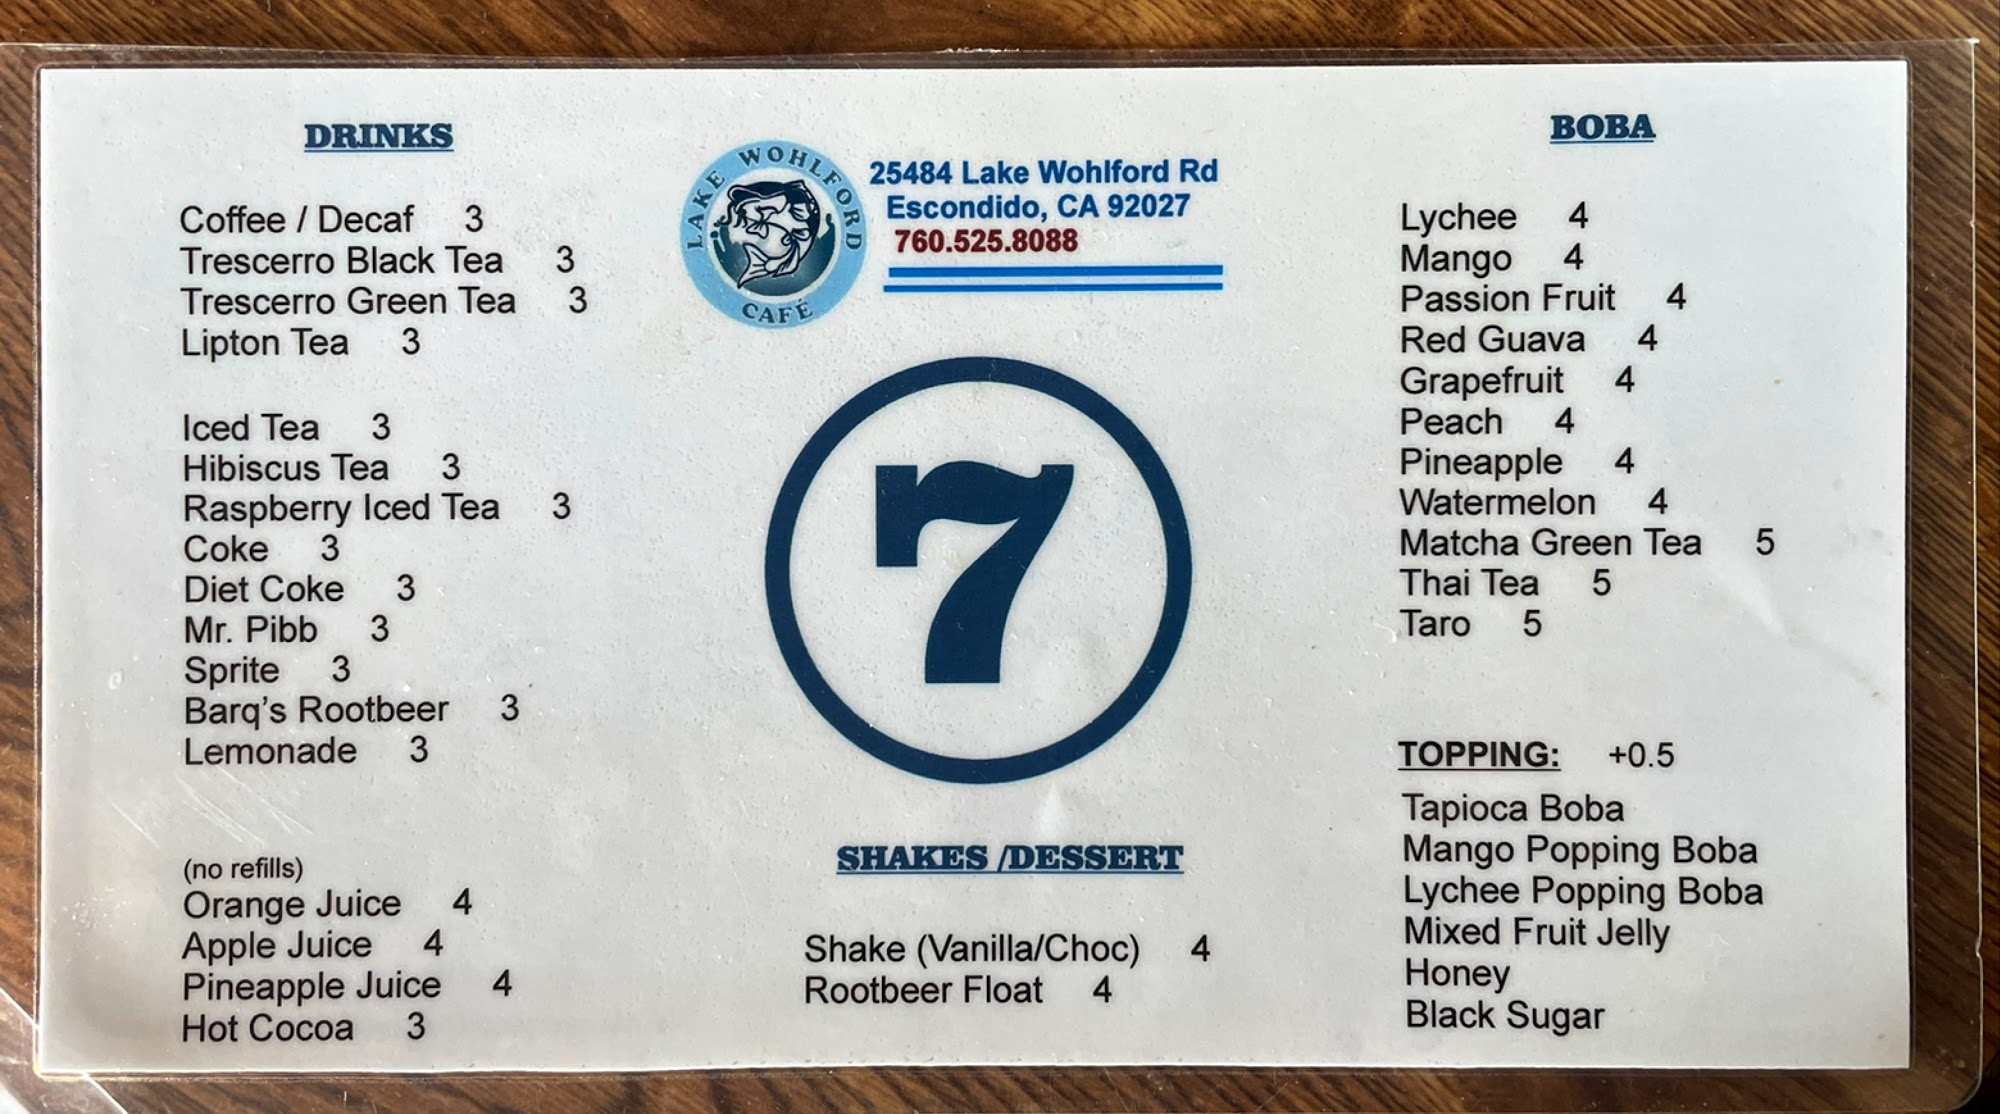 DRINKS
Coffee / Decaf 3
Trescerro Black Tea 3
Trescerro Green Tea 3
Lipton Tea 3
Iced Tea 3
Hibiscus Tea 3
Raspberry Iced Tea 3
Coke 3
Diet Coke 3
Mr. Pibb 3
Sprite 3
Barq's Rootbeer 3
Lemonade 3
(no refills)
Orange Juice 4
Apple Juice 4
Pineapple Juice 4
Hot Cocoa 3
LAKE WOHLFORD
CAFÉ
25484 Lake Wohlford Rd
Escondido, CA 92027
760.525.8088
7
SHAKES /DESSERT
Shake (Vanilla/Choc) 4
Rootbeer Float 4
BOBA
Lychee 4
Mango 4
Passion Fruit 4
Red Guava 4
Grapefruit 4
Peach 4
Pineapple 4
Watermelon 4
Matcha Green Tea 5
Thai Tea 5
Taro 5
TOPPING: +0.5
Tapioca Boba
Mango Popping Boba
Lychee Popping Boba
Mixed Fruit Jelly
Honey
Black Sugar